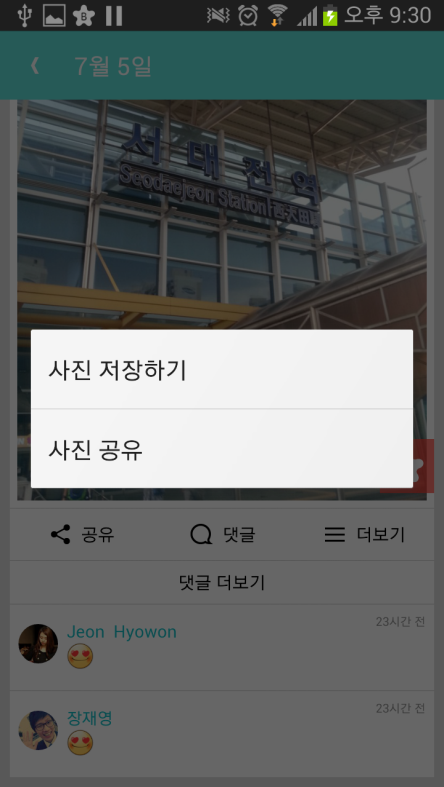 오후 9:30
7월 5일
서대전역
Seodaejeon Station
사진 저장하기
사진 공유
공유 댓글 더보기
댓글 더보기
Jeon Hyowon
23시간 전
장재영
23시간 전